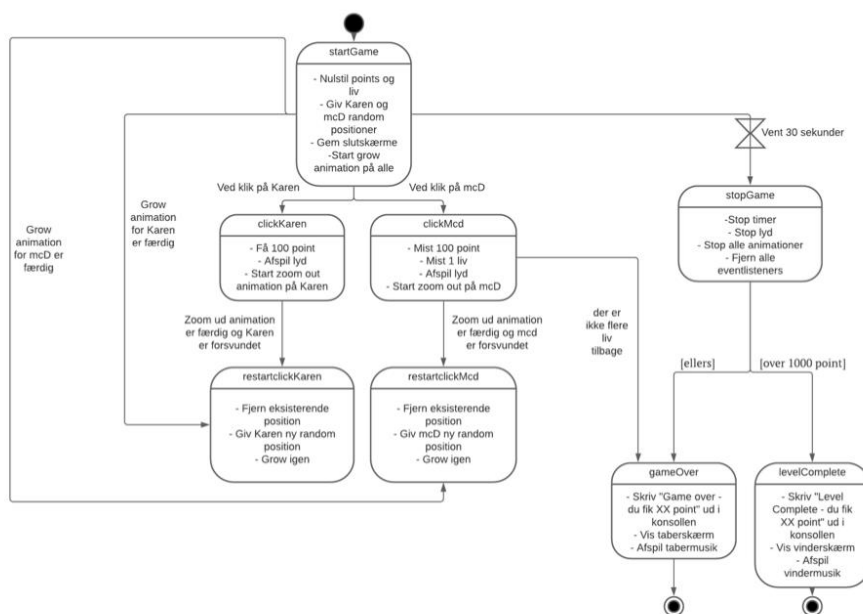 startGame
- Nulstil points og
liv
- Giv Karen og
mcD random
positioner
- Gem slutskærme
-Start grow
animation på alle
Vent 30 sekunder
Ved klik på Karen
Ved klik på mcD
Grow
animation
for mcD er
færdig
Grow
animation
for Karen
er færdig
clickKaren
- Få 100 point
- Afspil lyd
- Start zoom out
animation på Karen
clickMcd
- Mist 100 point
- Mist 1 liv
- Afspil lyd
- Start zoom out på mcD
stopGame
-Stop timer
- Stop lyd
- Stop alle animationer
- Fjern alle
eventlisteners
Zoom ud animation
er færdig og Karen
er forsvundet
Zoom ud animation
er færdig og mcd
er forsvundet
der er
ikke flere
liv
tilbage
[ellers]
[over 1000 point]
restartclickKaren
- Fjern eksisterende
position
- Giv Karen ny random
position
- Grow igen
restartclickMcd
- Fjern eksisterende
position
- Giv mcD ny random
position
- Grow igen
gameOver
- Skriv "Game over -
du fik XX point" ud i
konsollen
- Vis taberskærm
- Afspil tabermusik
levelComplete
- Skriv "Level
Complete - du fik
XX point" ud i
konsollen
- Vis vinderskærm
- Afspil
vindermusik